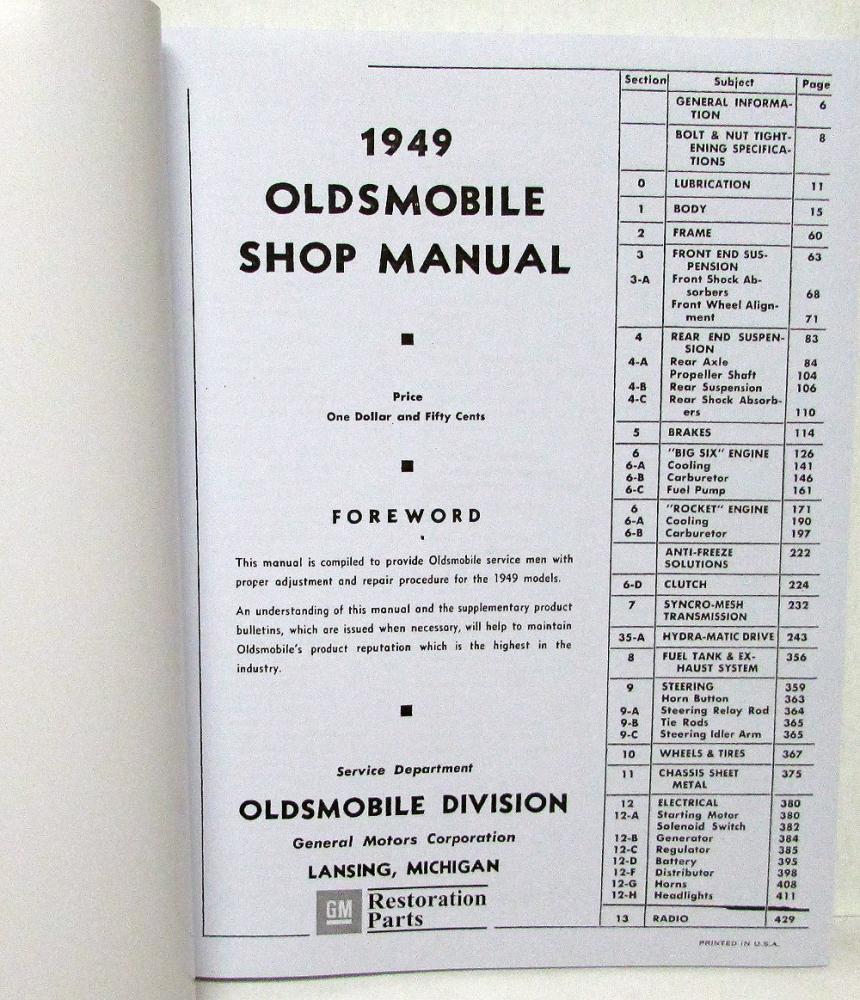 1949
OLDSMOBILE
SHOP MANUAL
Price
One Dollar and Fifty Cents
FOREWORD
This manual is compiled to provide Oldsmobile service men with
proper adjustment and repair procedure for the 1949 models.
An understanding of this manual and the supplementary product
bulletins, which are issued when necessary, will help to maintain
Oldsmobile's product reputation which is the highest in the
industry.
Service Department
OLDSMOBILE DIVISION
General Motors Corporation
LANSING, MICHIGAN
GM Restoration
Parts
Section Subject Page
GENERAL INFORMA- 6
TION
BOLT & NUT TIGHT- 8
ENING SPECIFICA-
TIONS
0 LUBRICATION 11
1 BODY 15
2 FRAME 60
3 FRONT END SUS- 63
PENSION
3-A Front Shock Ab-
sorbers 68
Front Wheel Align-
ment 71
4 REAR END SUSPEN- 83
SION
4-A Rear Axle 84
Propeller Shaft 104
4-B Rear Suspension 106
4-C Rear Shock Absorb-
ers 110
5 BRAKES 114
6 "BIG SIX" ENGINE 126
6-A Cooling 141
6-B Carburetor 146
6-C Fuel Pump 161
6 "ROCKET" ENGINE 171
6-A Cooling 190
6-B Carburetor 197
ANTI-FREEZE 222
SOLUTIONS
6-D CLUTCH 224
7 SYNCRO-MESH 232
TRANSMISSION
35-A HYDRA-MATIC DRIVE 243
8 FUEL TANK & EX- 356
HAUST SYSTEM
9 STEERING 359
Horn Button 363
9-A Steering Relay Rod 364
9-B Tie Rods 365
9-C Steering Idler Arm 365
10 WHEELS & TIRES 367
11 CHASSIS SHEET 375
METAL
12 ELECTRICAL 380
12-A Starting Motor 380
Solenoid Switch 382
12-B Generator 384
12-C Regulator 385
12-D Battery 395
12-F Distributor 398
12-G Horns 408
12-H Headlights 411
13 RADIO 429
PRINTED IN U.S.A.